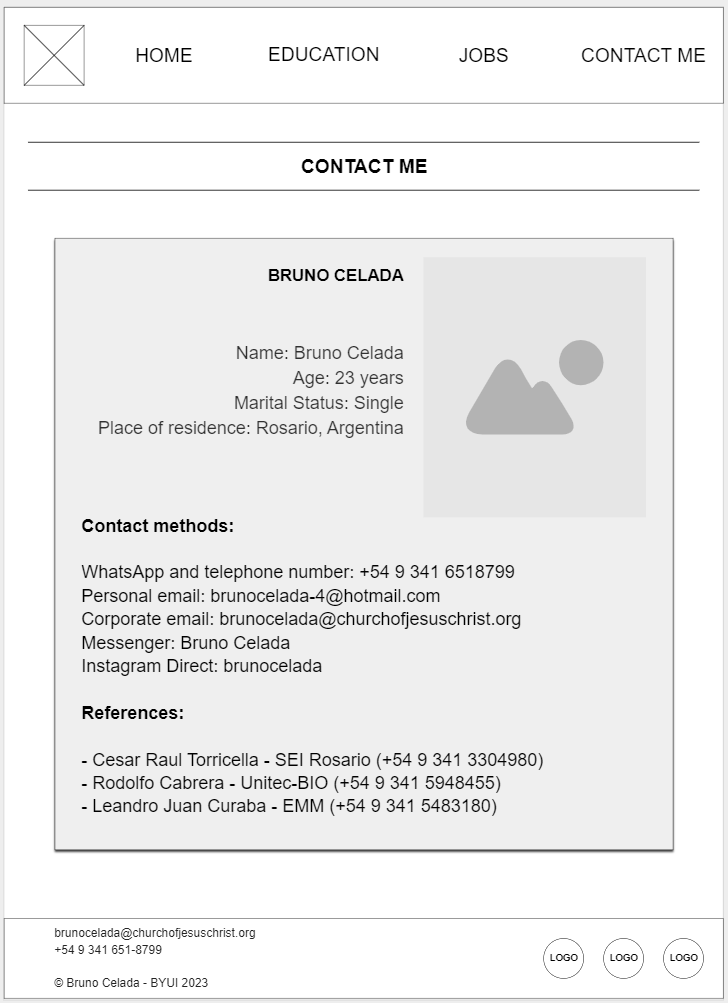 HOME EDUCATION JOBS CONTACT ME
CONTACT ME
BRUNO CELADA
Name: Bruno Celada
Age: 23 years
Marital Status: Single
Place of residence: Rosario, Argentina
Contact methods:
WhatsApp and telephone number: +54 9 341 6518799
Personal email: brunocelada-4@hotmail.com
Corporate email: brunocelada@churchofjesuschrist.org
Messenger: Bruno Celada
Instagram Direct: brunocelada
References:
- Cesar Raul Torricella - SEI Rosario (+54 9 341 3304980)
- Rodolfo Cabrera - Unitec-BIO (+54 9 341 5948455)
- Leandro Juan Curaba - EMM (+54 9 341 5483180)
brunocelada@churchofjesuschrist.org
+54 9 341 651-8799
© Bruno Celada - BYUI 2023
LOGO LOGO LOGO